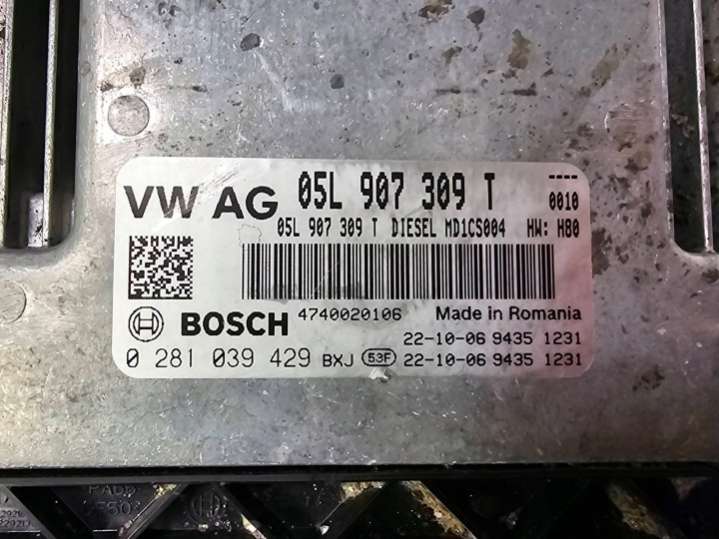 VW AG 05L 907 309 T ----
0010
05L 907 309 T DIESEL MD1CS004 HW: H80
BOSCH 4740020106 Made in Romania
22-10-06 9435 1231
0 281 039 429 BXJ 53F 22-10-06 9435 1231